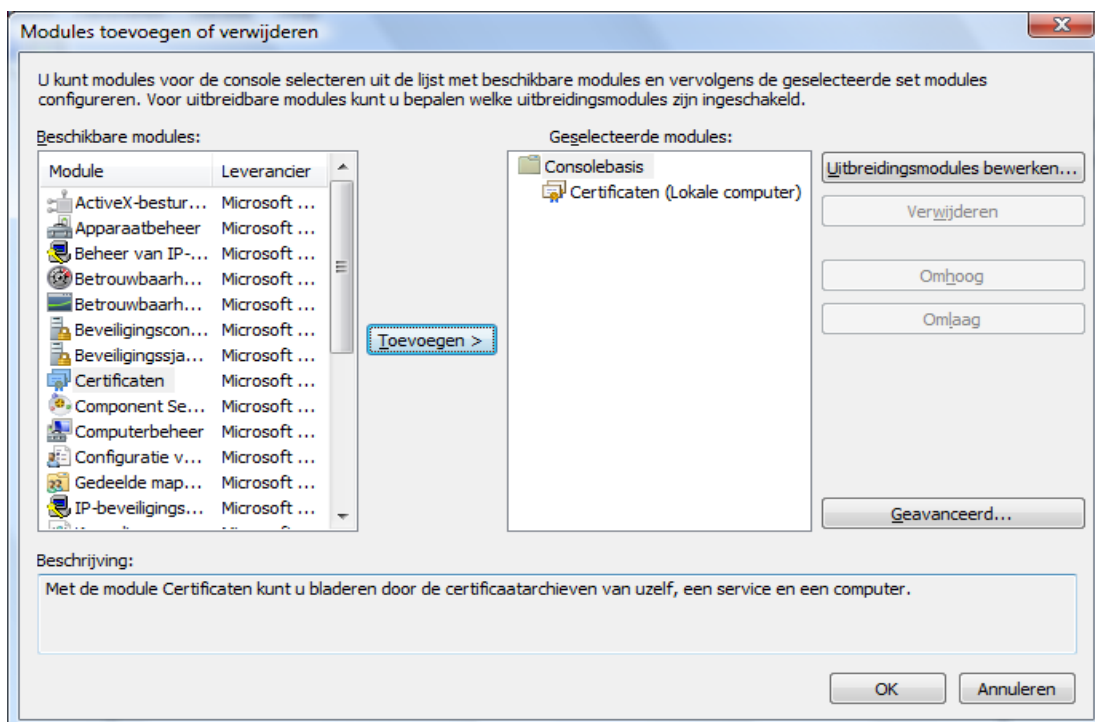 Modules toevoegen of verwijderen
U kunt modules voor de console selecteren uit de lijst met beschikbare modules en vervolgens de geselecteerde set modules
configureren. Voor uitbreidbare modules kunt u bepalen welke uitbreidingsmodules zijn ingeschakeld.
Beschikbare modules:
Module Leverancier
ActiveX-bestur... Microsoft ...
Apparaatbeheer Microsoft ...
Beheer van IP-... Microsoft ...
Betrouwbaarh... Microsoft ...
Betrouwbaarh... Microsoft ...
Beveiligingscon... Microsoft ...
Beveiligingssja... Microsoft ...
Certificaten Microsoft ...
Component Se... Microsoft ...
Computerbeheer Microsoft ...
Configuratie v... Microsoft ...
Gedeelde map... Microsoft ...
IP-beveiligings... Microsoft ...
Toevoegen >
Geselecteerde modules:
Consolebasis
Certificaten (Lokale computer)
Uitbreidingsmodules bewerken...
Verwijderen
Omhoog
Omlaag
Geavanceerd...
Beschrijving:
Met de module Certificaten kunt u bladeren door de certificaatarchieven van uzelf, een service en een computer.
OK Annuleren